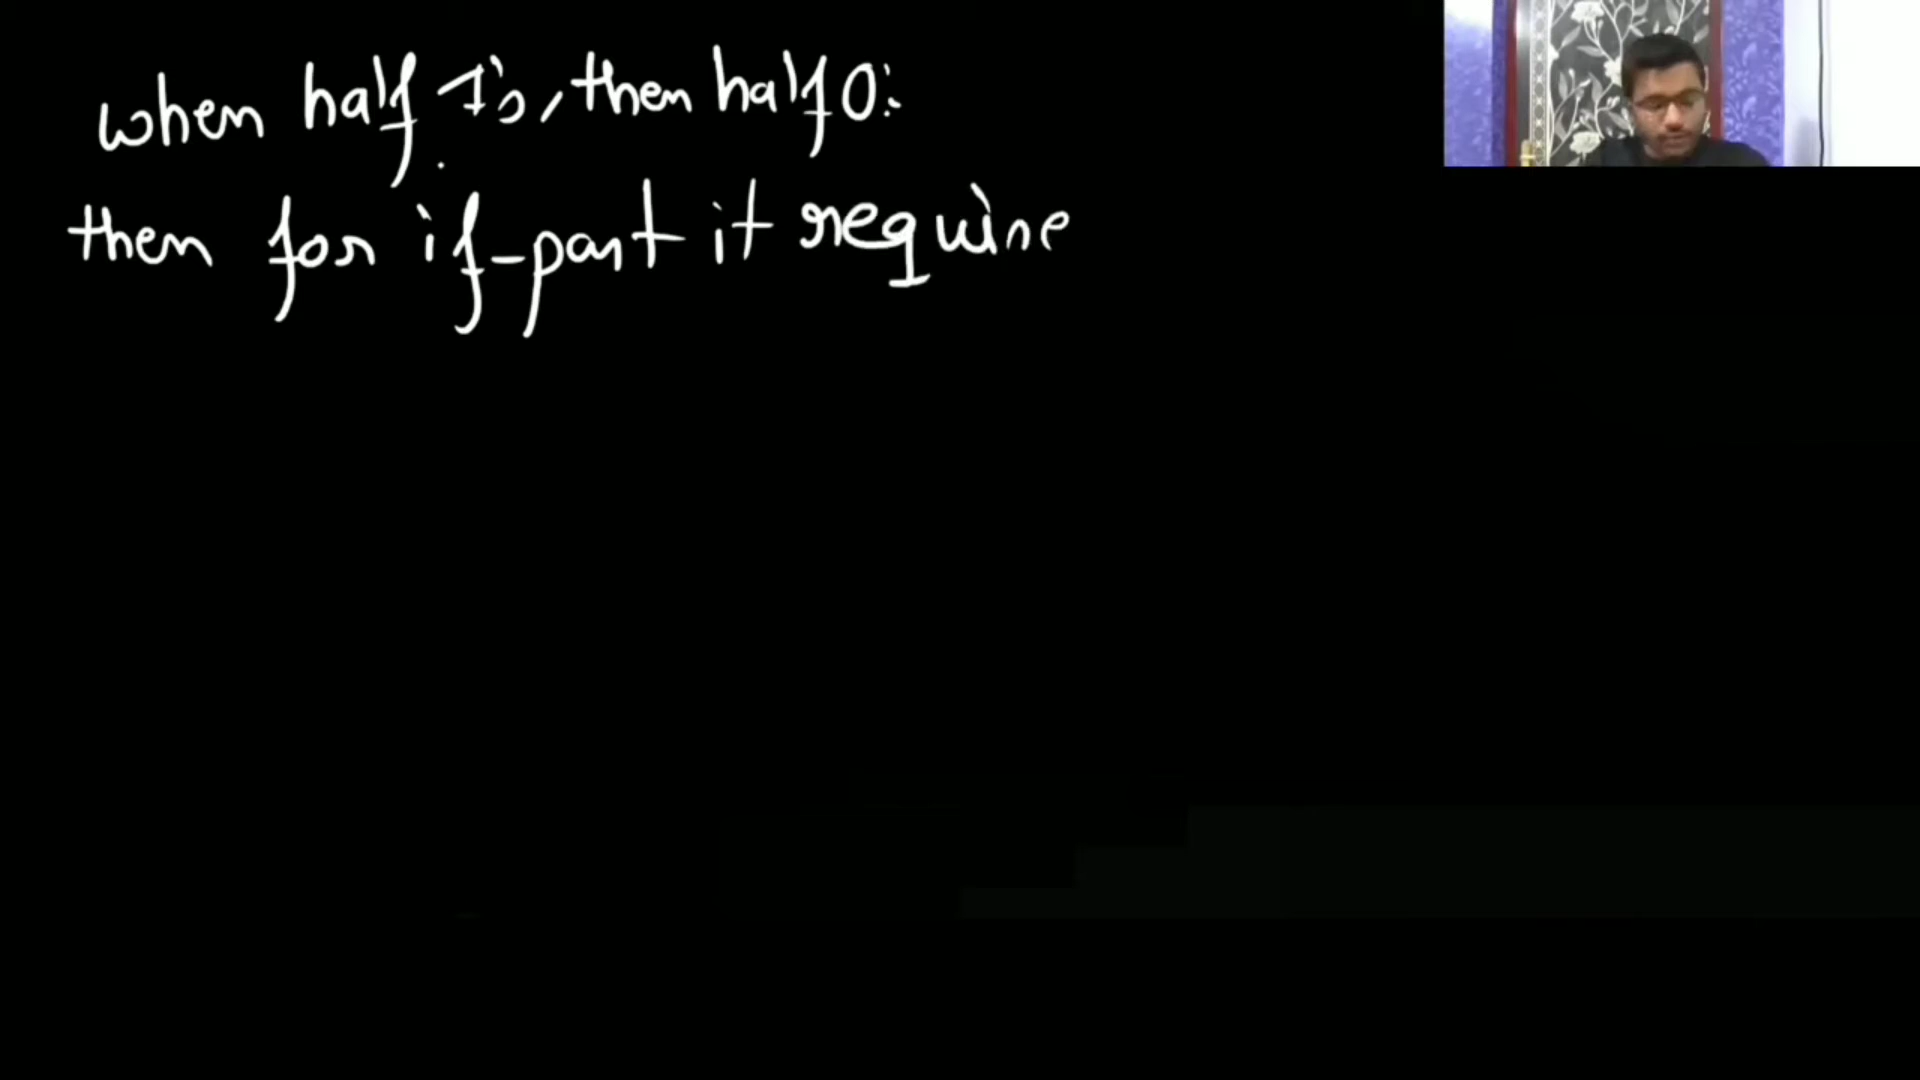 when half 1's, then half 0:
then for if-part it require